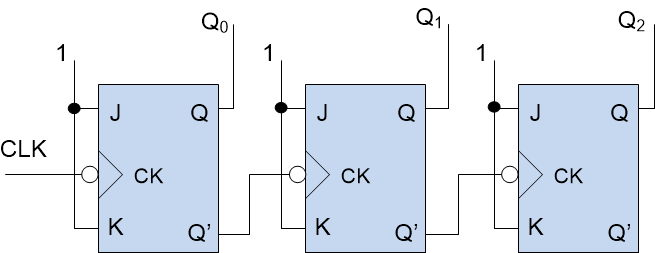 Q0 Q1 Q2
1 1 1
J Q J Q J Q
CLK CK CK CK
K Q' K Q' K Q'